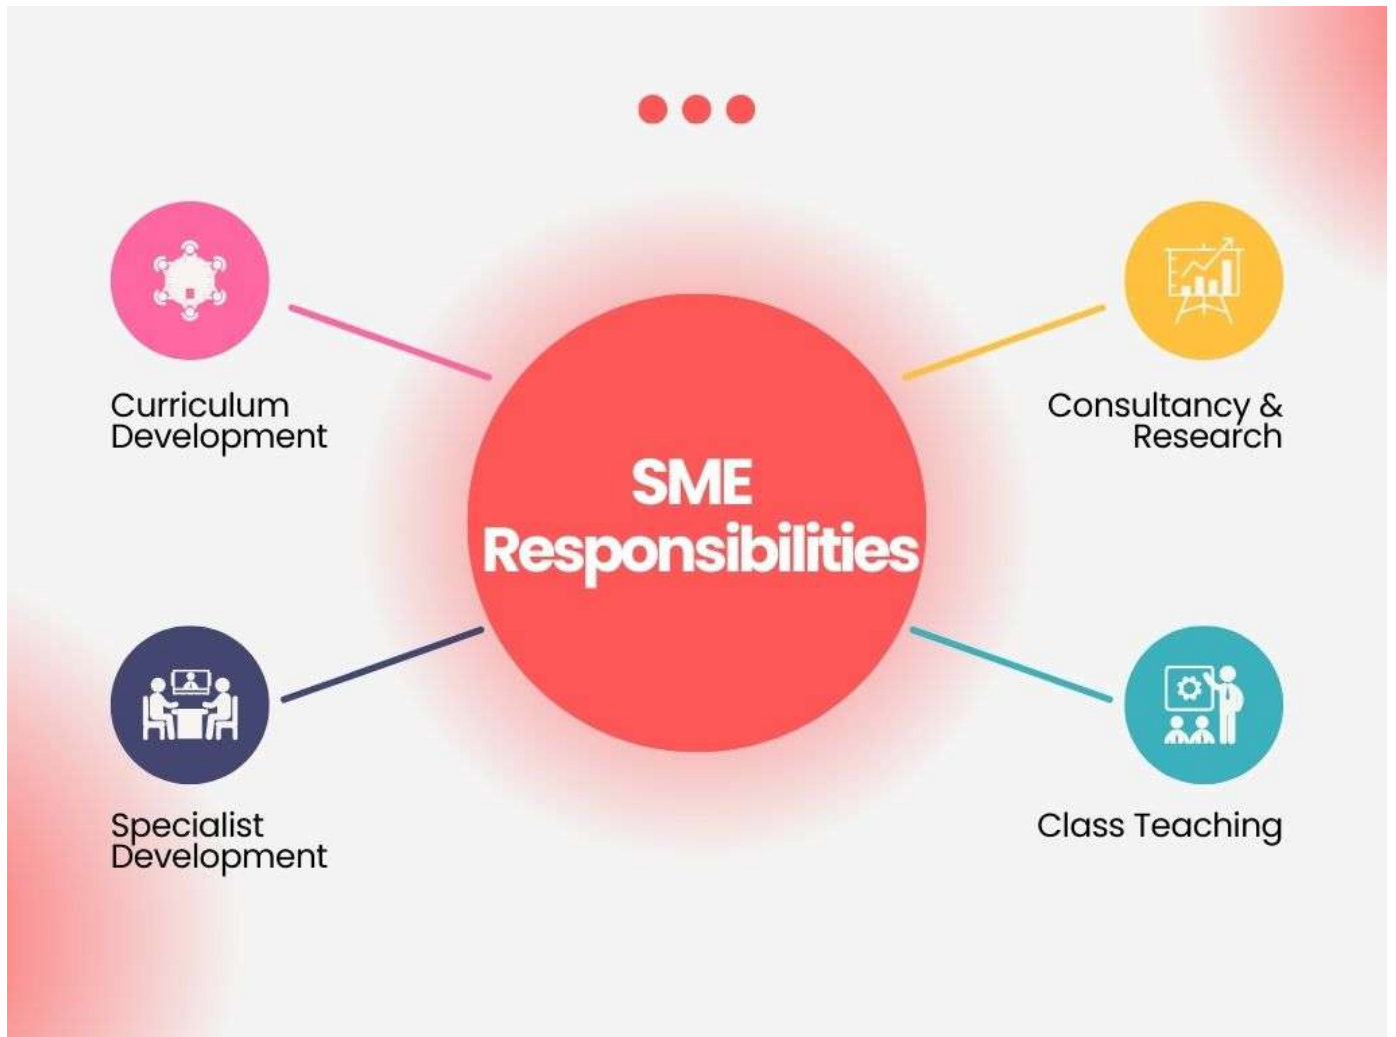 Curriculum
Development
Consultancy &
Research
SME
Responsibilities
Specialist
Development
Class Teaching